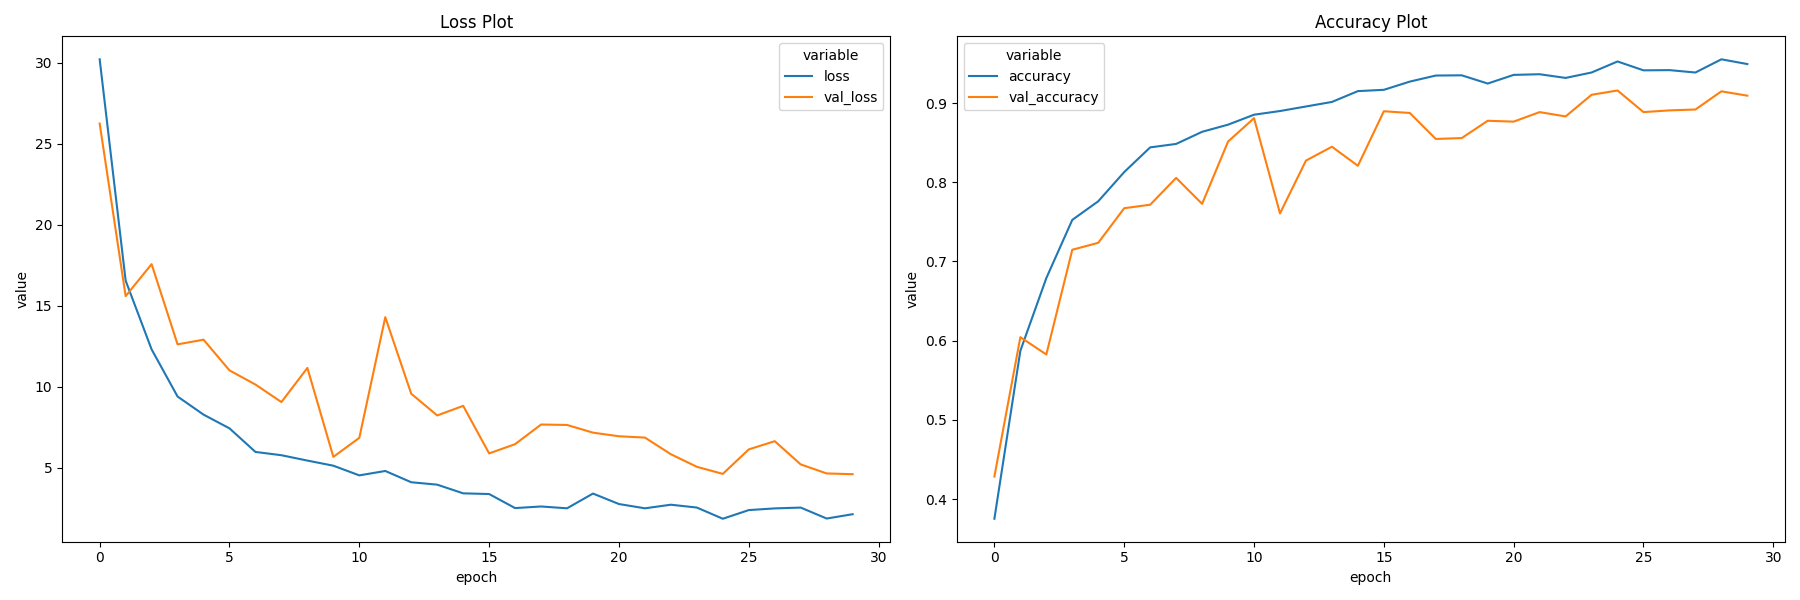 Loss Plot
variable
loss
val_loss
value
30
25
20
15
10
5
0 5 10 15 20 25 30
epoch
Accuracy Plot
variable
accuracy
val_accuracy
value
0.9
0.8
0.7
0.6
0.5
0.4
0 5 10 15 20 25 30
epoch